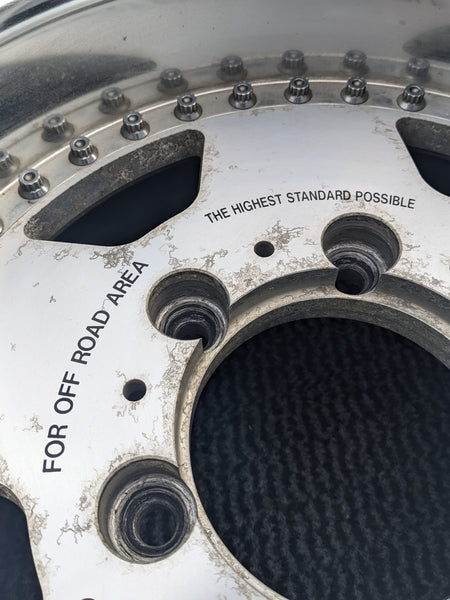 THE HIGHEST STANDARD POSSIBLE
FOR OFF ROAD AREA